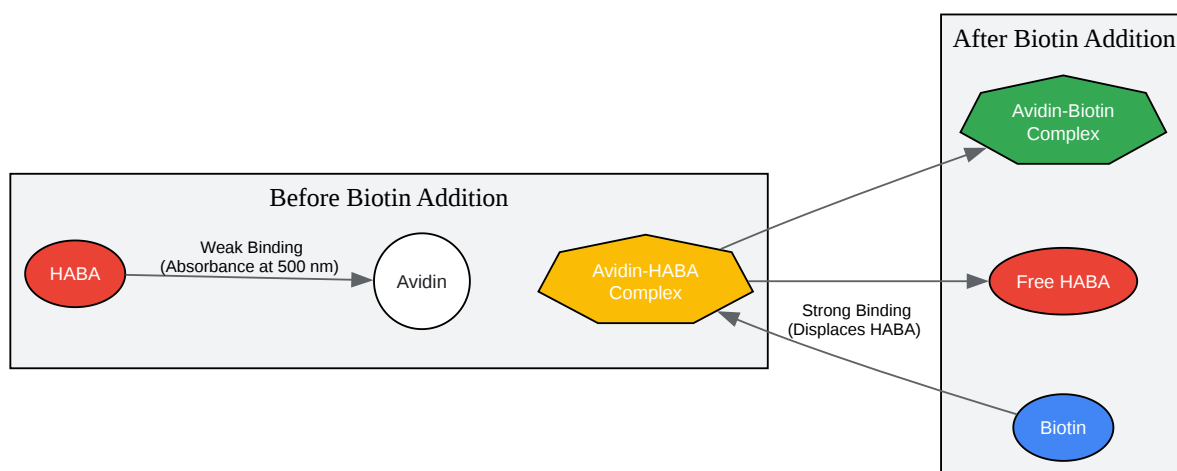 Before Biotin Addition
HABA
Weak Binding
(Absorbance at 500 nm)
Avidin
Avidin-HABA
Complex
Strong Binding
(Displaces HABA)
After Biotin Addition
Avidin-Biotin
Complex
Free HABA
Biotin